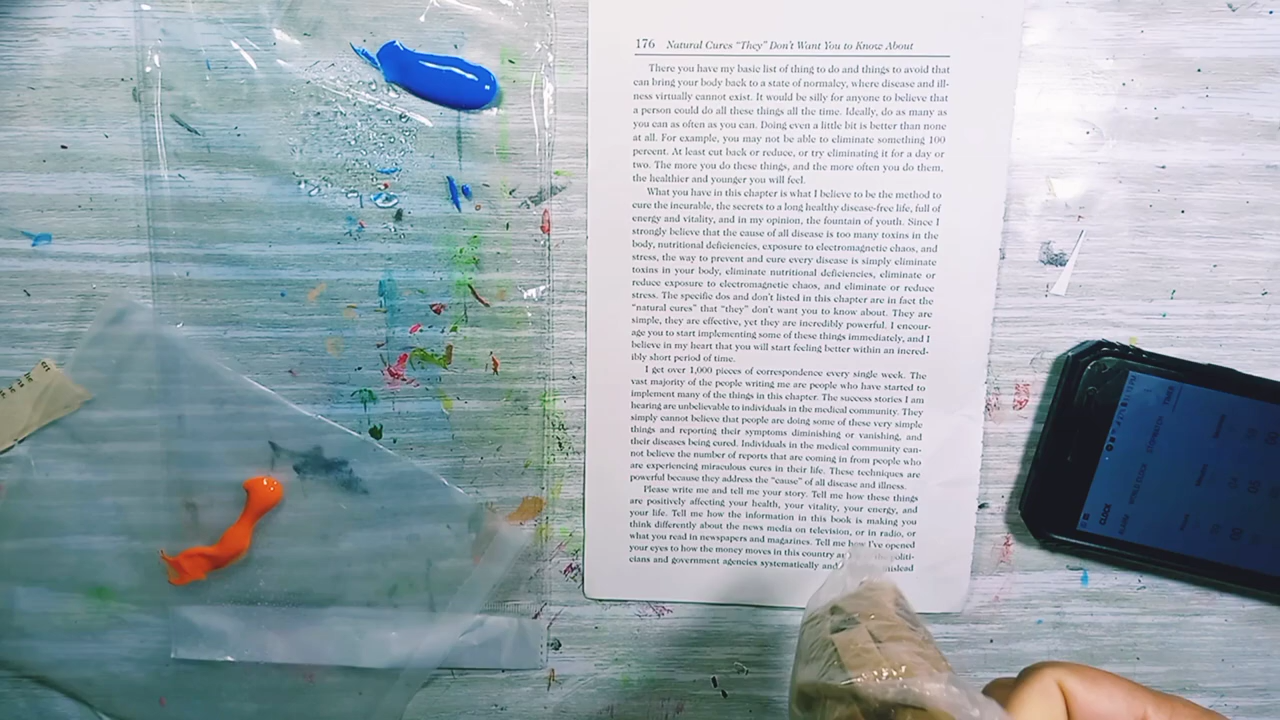 176 Natural Cures "They" Don't Want You to Know About
There you have my basic list of thing to do and things to avoid that
can bring your body back to a state of normalcy, where disease and ill-
ness virtually cannot exist. It would be silly for anyone to believe that
a person could do all these things all the time. Ideally, do as many as
you can as often as you can. Doing even a little bit is better than none
at all. For example, you may not be able to eliminate something 100
percent. At least cut back or reduce, or try eliminating it for a day or
two. The more you do these things, and the more often you do them,
the healthier and younger you will feel.
What you have in this chapter is what I believe to be the method to
cure the incurable, the secrets to a long healthy disease-free life, full of
energy and vitality, and in my opinion, the fountain of youth. Since I
strongly believe that the cause of all disease is too many toxins in the
body, nutritional deficiencies, exposure to electromagnetic chaos, and
stress, the way to prevent and cure every disease is simply eliminate
toxins in your body, eliminate nutritional deficiencies, eliminate or
reduce exposure to electromagnetic chaos, and eliminate or reduce
stress. The specific dos and don't listed in this chapter are in fact the
"natural cures" that "they" don't want you to know about. They are
simple, they are effective, yet they are incredibly powerful. I encour-
age you to start implementing some of these things immediately, and I
believe in my heart that you will start feeling better within an incred-
ibly short period of time.
I get over 1,000 pieces of correspondence every single week. The
vast majority of the people writing me are people who have started to
implement many of the things in this chapter. The success stories I am
hearing are unbelievable to individuals in the medical community. They
simply cannot believe that people are doing some of these very simple
things and reporting their symptoms diminishing or vanishing, and
their diseases being cured. Individuals in the medical community can-
not believe the number of reports that are coming in from people who
are experiencing miraculous cures in their life. These techniques are
powerful because they address the "cause" of all disease and illness.
Please write me and tell me your story. Tell me how these things
are positively affecting your health, your vitality, your energy, and
your life. Tell me how the information in this book is making you
think differently about the news media on television, or in radio, or
what you read in newspapers and magazines. Tell me how I've opened
your eyes to how the money moves in this country politi-
cians and government agencies systematically and mislead
CLOCK
ALARM WORLD CLOCK STOPWATCH TIMER